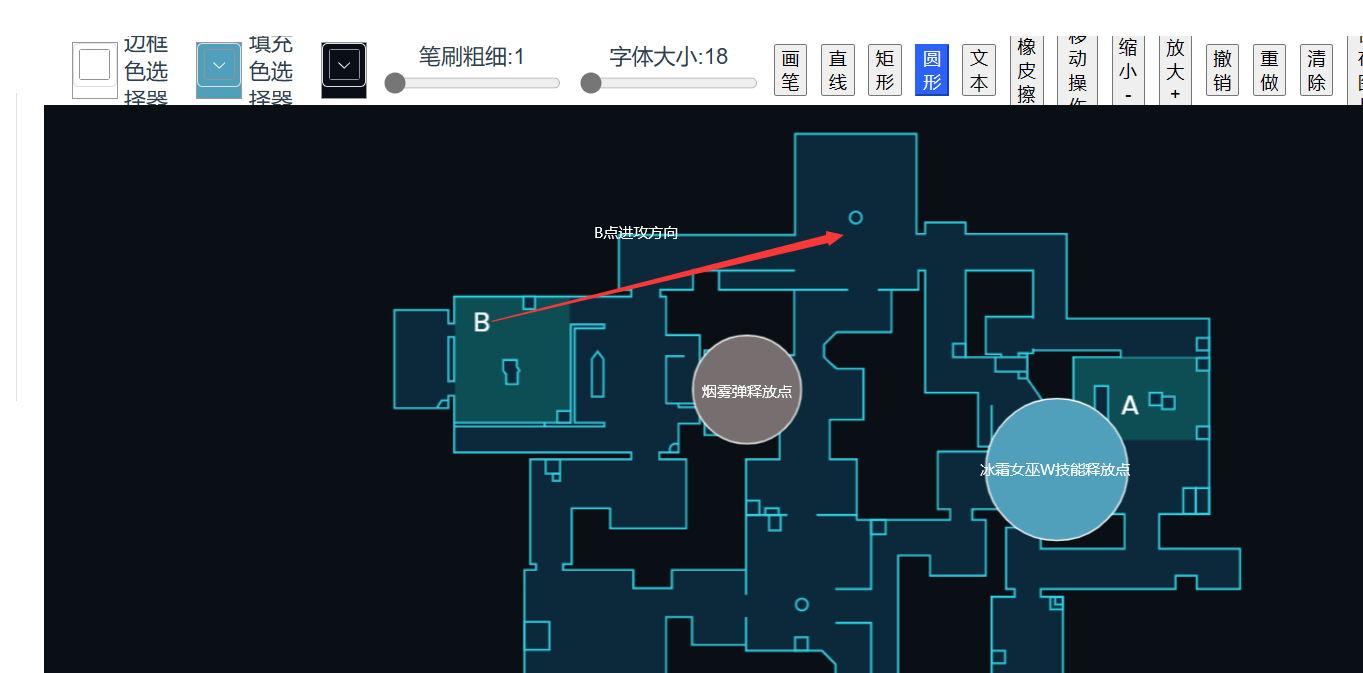 边框
色选
择器
填充
色选
择器
笔刷粗细:1
字体大小:18
画
笔
直
线
矩
形
圆
形
文
本
橡
皮
擦
移
动
操
作
缩
小
-
放
大
+
撤
销
重
做
清
除
B点进攻方向
B
烟雾弹释放点
A
冰霜女巫W技能释放点